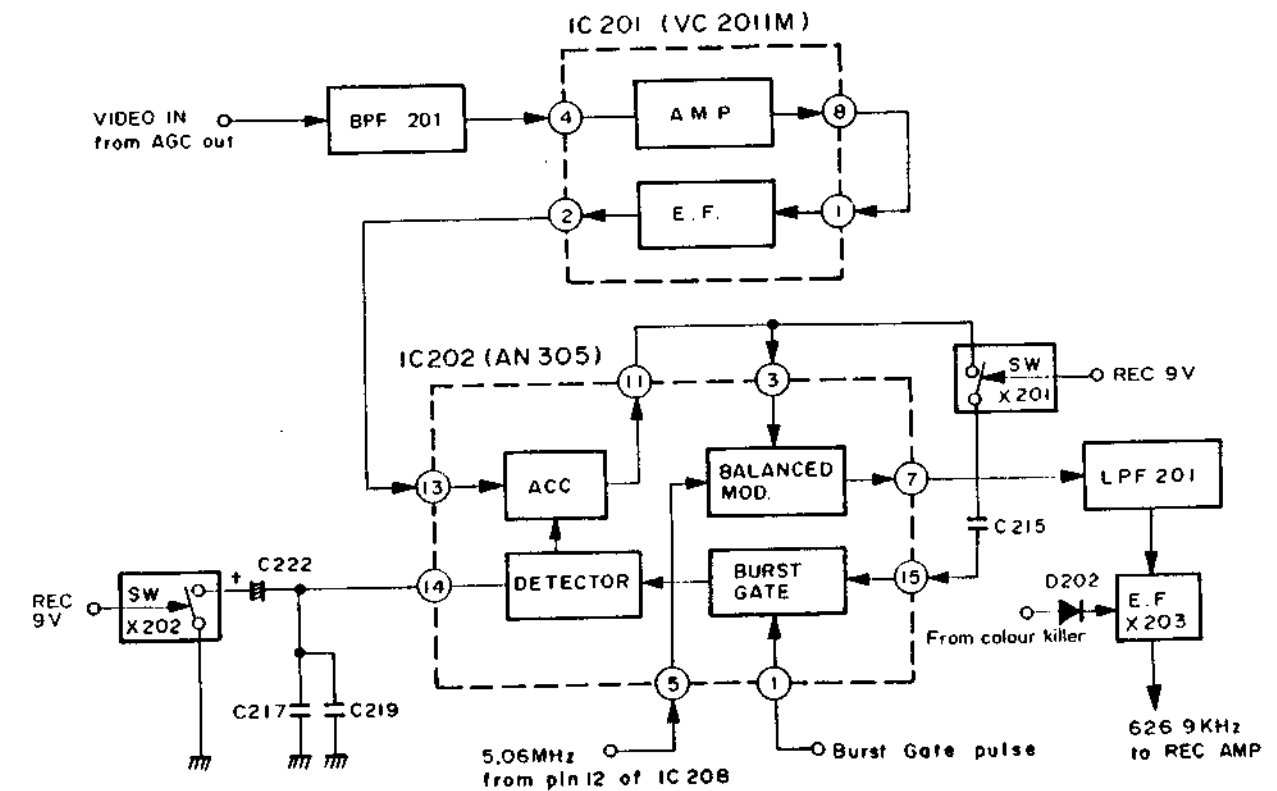 IC 201 (VC 2011M)
VIDEO IN
from AGC out
BPF 201
4
AMP
8
2
E.F.
1
IC202 (AN 305)
11
3
SW
X201
REC 9V
13
ACC
BALANCED
MOD.
7
LPF 201
C215
C222
+
14
DETECTOR
BURST
GATE
15
D202
REC
9V
SW
X202
E.F
X203
From colour killer
C217
C219
5
1
626 9KHz
to REC AMP
5.06MHz
from pin 12 of IC 208
Burst Gate pulse